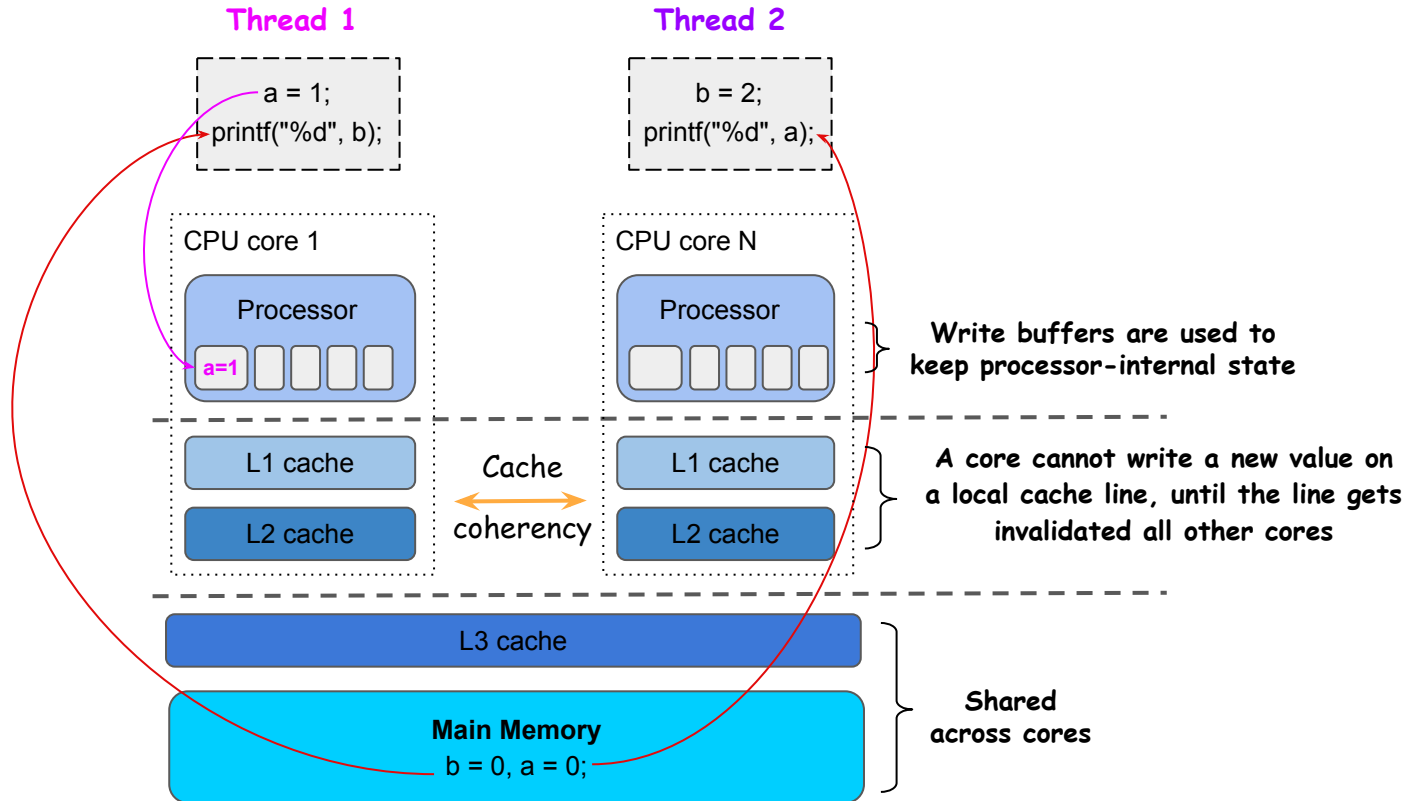 Thread 1
Thread 2
a = 1;
printf("%d", b);
b = 2;
printf("%d", a);
CPU core 1
CPU core N
Processor
Processor
a=1
Write buffers are used to
keep processor-internal state
L1 cache
L2 cache
Cache
coherency
L1 cache
L2 cache
A core cannot write a new value on
a local cache line, until the line gets
invalidated all other cores
L3 cache
Main Memory
b = 0, a = 0;
Shared
across cores